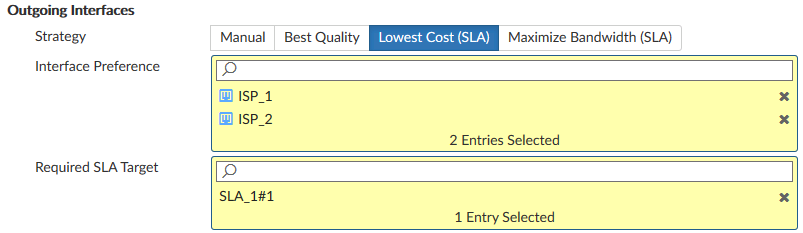 Outgoing Interfaces
Strategy Manual Best Quality Lowest Cost (SLA) Maximize Bandwidth (SLA)
Interface Preference
ISP_1
ISP_2
2 Entries Selected
Required SLA Target
SLA_1#1
1 Entry Selected